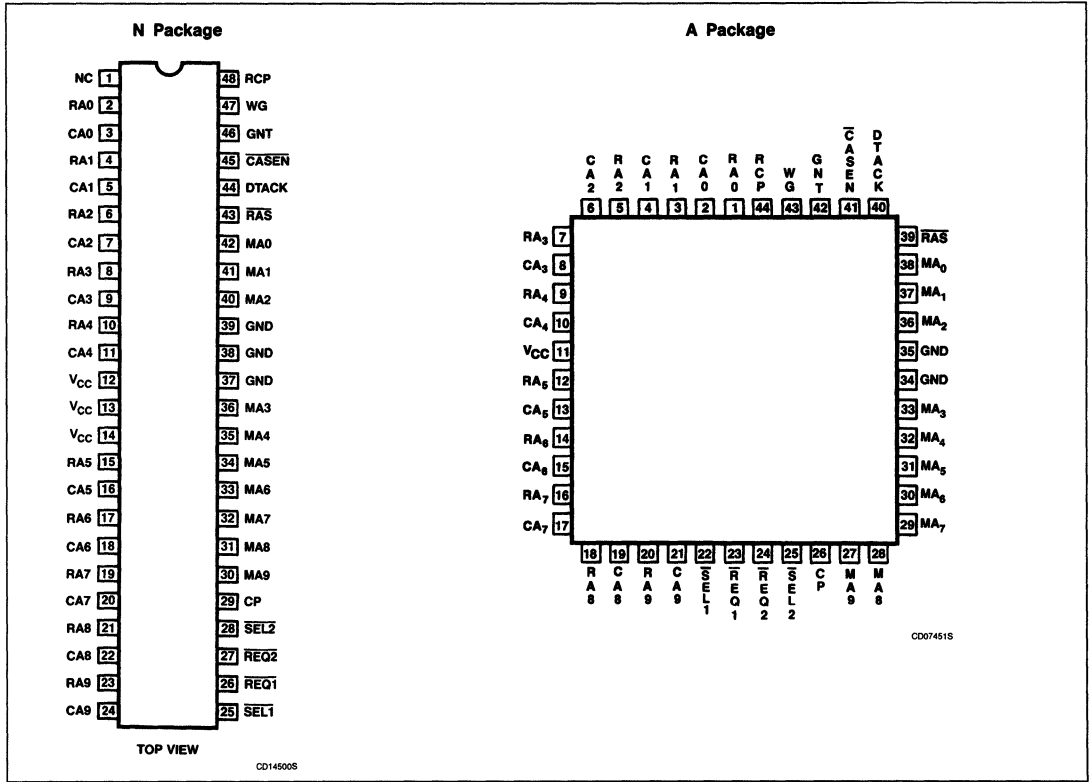 N Package
NC 1 48 RCP
RA0 2 47 WG
CA0 3 46 GNT
RA1 4 45 CASEN
CA1 5 44 DTACK
RA2 6 43 RAS
CA2 7 42 MA0
RA3 8 41 MA1
CA3 9 40 MA2
RA4 10 39 GND
CA4 11 38 GND
VCC 12 37 GND
VCC 13 36 MA3
VCC 14 35 MA4
RA5 15 34 MA5
CA5 16 33 MA6
RA6 17 32 MA7
CA6 18 31 MA8
RA7 19 30 MA9
CA7 20 29 CP
RA8 21 28 SEL2
CA8 22 27 REQ2
RA9 23 26 REQ1
CA9 24 25 SEL1
TOP VIEW
CD14500S
A Package
CA2 RA2 CA1 RA1 CA0 RA0 RCP WG GNT CASEN DTACK
6 5 4 3 2 1 44 43 42 41 40
RA3 7 39 RAS
CA3 8 38 MA0
RA4 9 37 MA1
CA4 10 36 MA2
VCC 11 35 GND
RA5 12 34 GND
CA5 13 33 MA3
RA6 14 32 MA4
CA6 15 31 MA5
RA7 16 30 MA6
CA7 17 29 MA7
18 19 20 21 22 23 24 25 26 27 28
RA8 CA8 RA9 CA9 SEL1 REQ1 REQ2 SEL2 CP MA9 MA8
CD07451S